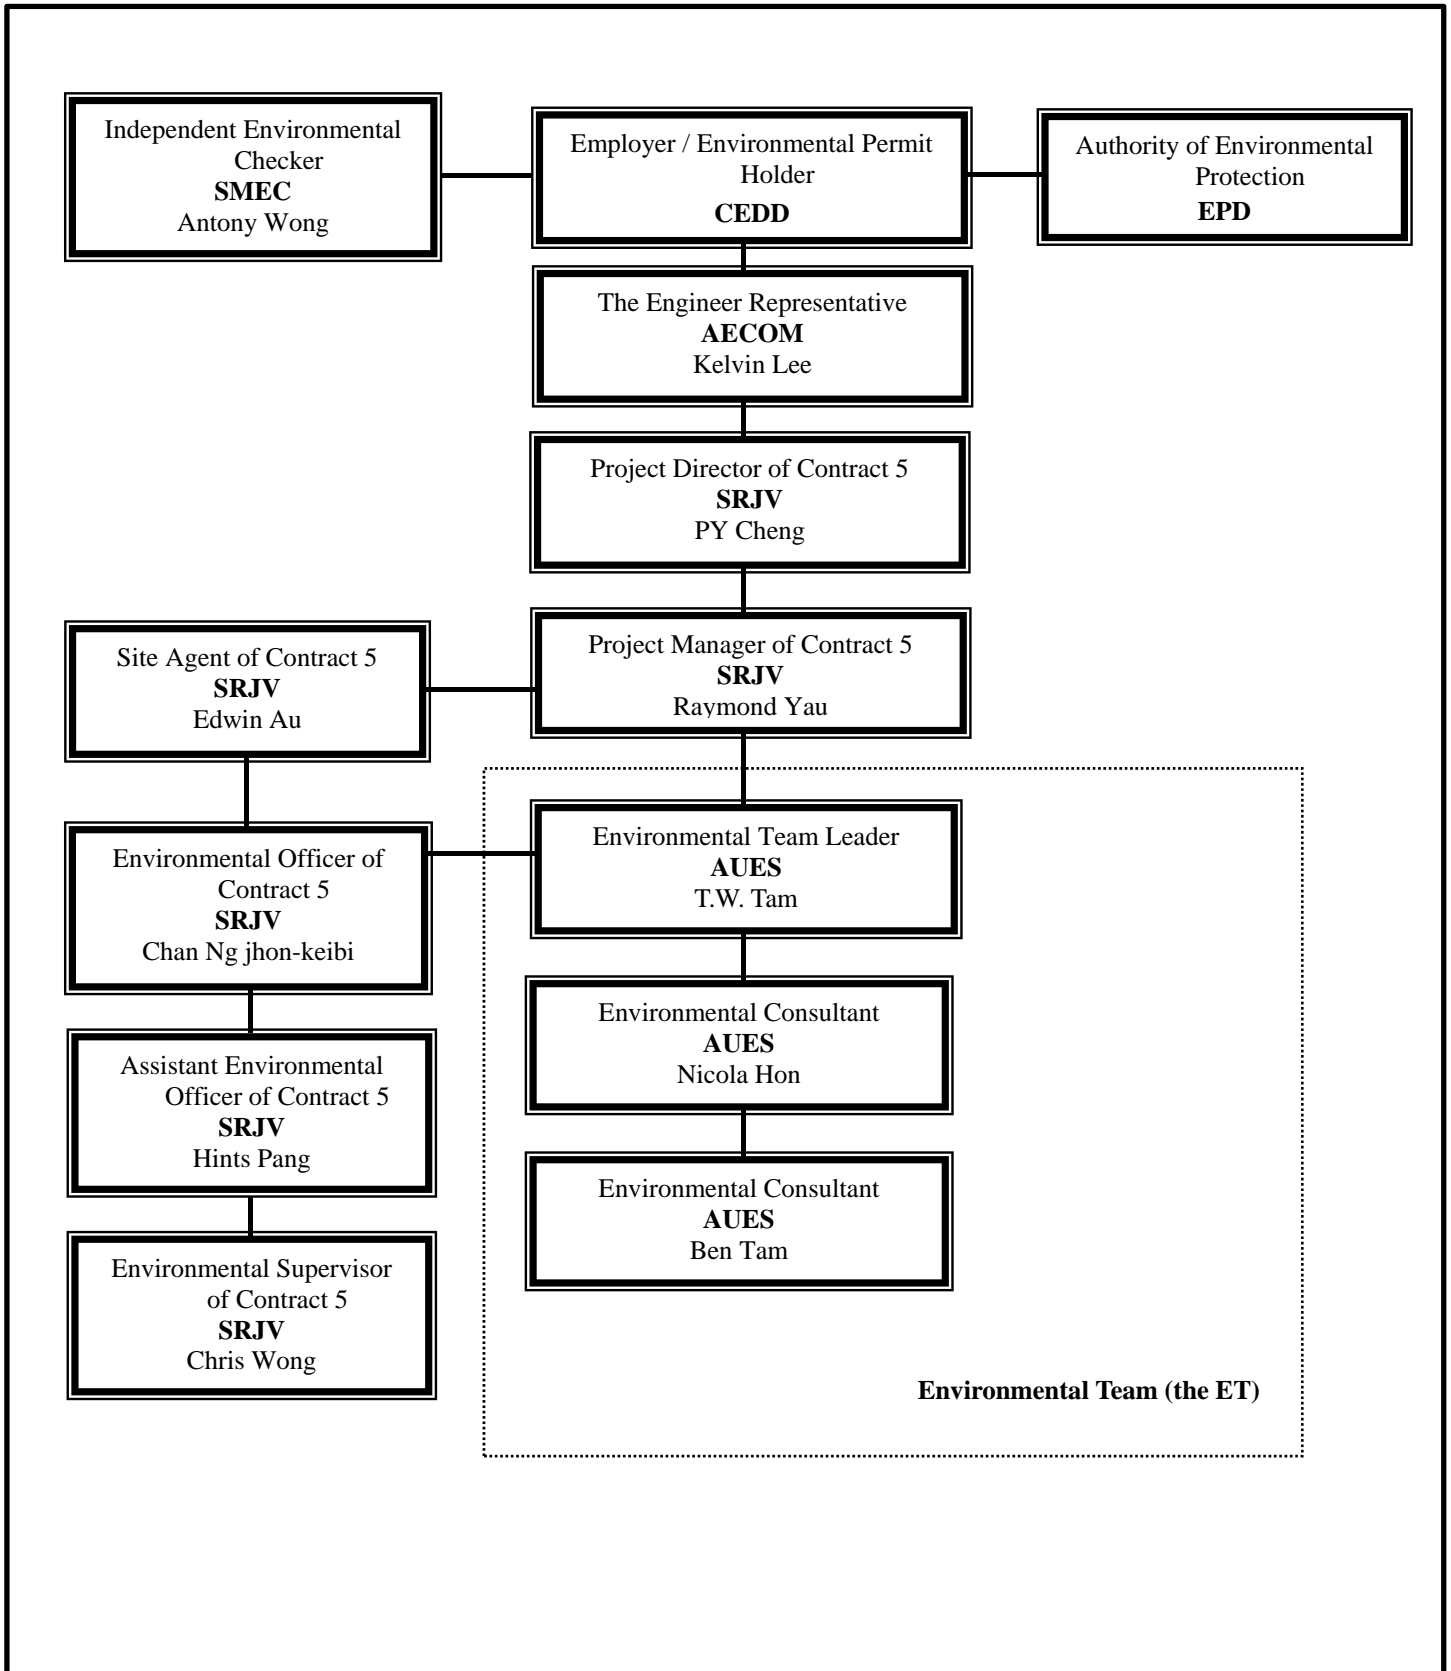 Independent Environmental
Checker
SMEC
Antony Wong
Employer / Environmental Permit
Holder
CEDD
Authority of Environmental
Protection
EPD
The Engineer Representative
AECOM
Kelvin Lee
Project Director of Contract 5
SRJV
PY Cheng
Site Agent of Contract 5
SRJV
Edwin Au
Project Manager of Contract 5
SRJV
Raymond Yau
Environmental Officer of
Contract 5
SRJV
Chan Ng jhon-keibi
Environmental Team Leader
AUES
T.W. Tam
Assistant Environmental
Officer of Contract 5
SRJV
Hints Pang
Environmental Consultant
AUES
Nicola Hon
Environmental Supervisor
of Contract 5
SRJV
Chris Wong
Environmental Consultant
AUES
Ben Tam
Environmental Team (the ET)